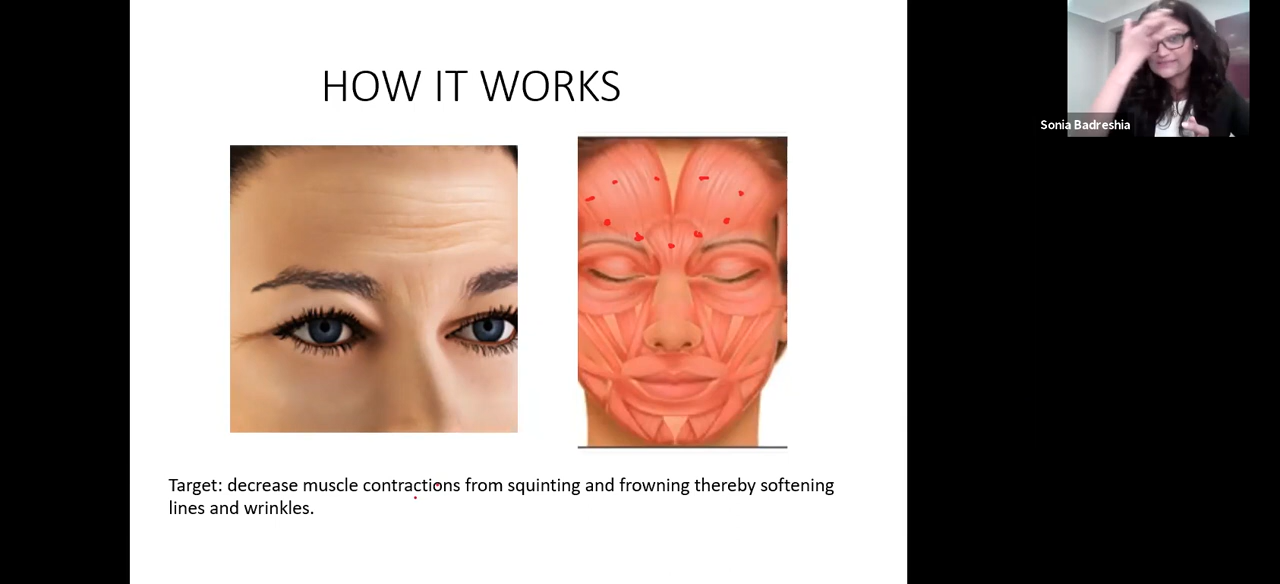 HOW IT WORKS
Sonia Badreshia
Target: decrease muscle contractions from squinting and frowning thereby softening
lines and wrinkles.